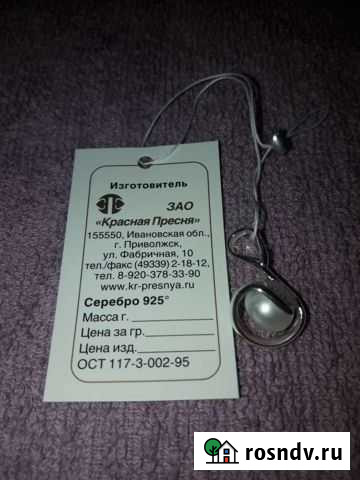 Изготовитель
ЗАО
«Красная Пресня»
155550, Ивановская обл.,
г. Приволжск,
ул. Фабричная, 10
тел./факс (49339) 2-18-12,
тел. 8-920-378-33-90
www.kr-presnya.ru
Серебро 925°
Масса г.
Цена за гр.
Цена изд.
ОСТ 117-3-002-95
rosndv.ru